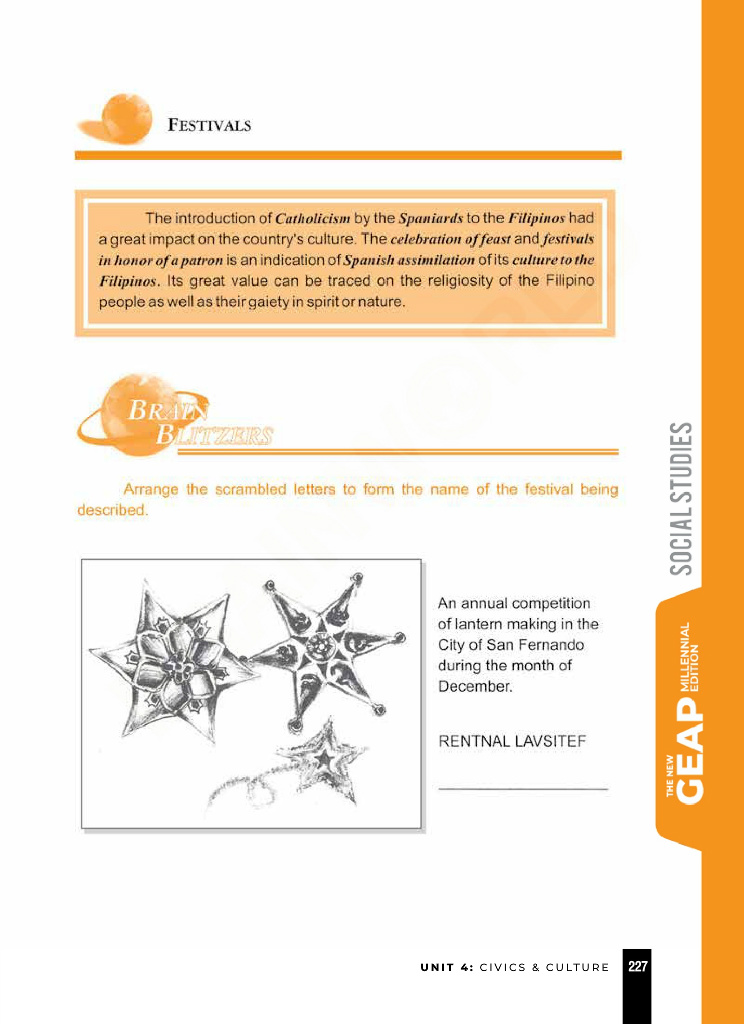 FESTIVALS
The introduction of Catholicism by the Spaniards to the Filipinos had
a great impact on the country's culture. The celebration of feast and festivals
in honor of a patron is an indication of Spanish assimilation of its culture to the
Filipinos. Its great value can be traced on the religiosity of the Filipino
people as well as their gaiety in spirit or nature.
BRAIN
BLITZERS
Arrange the scrambled letters to form the name of the festival being
described.
An annual competition
of lantern making in the
City of San Fernando
during the month of
December.
RENTNAL LAVSITEF
SOCIAL STUDIES
THE NEW
GEAP
MILLENNIAL
EDITION
UNIT 4: CIVICS & CULTURE 227